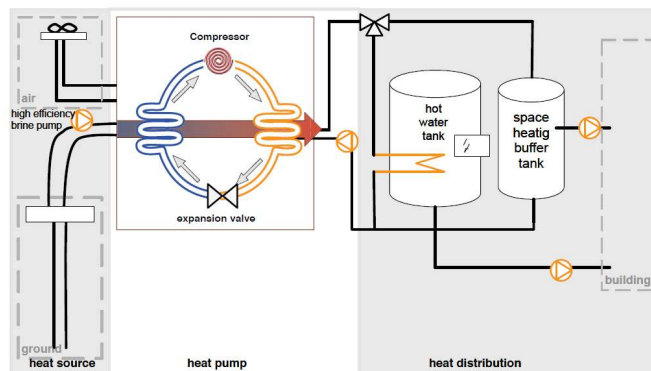 Compressor
air
high efficiency
brine pump
hot
water
tank
space
heatig
buffer
tank
expansion valve
building
ground
heat source
heat pump
heat distribution